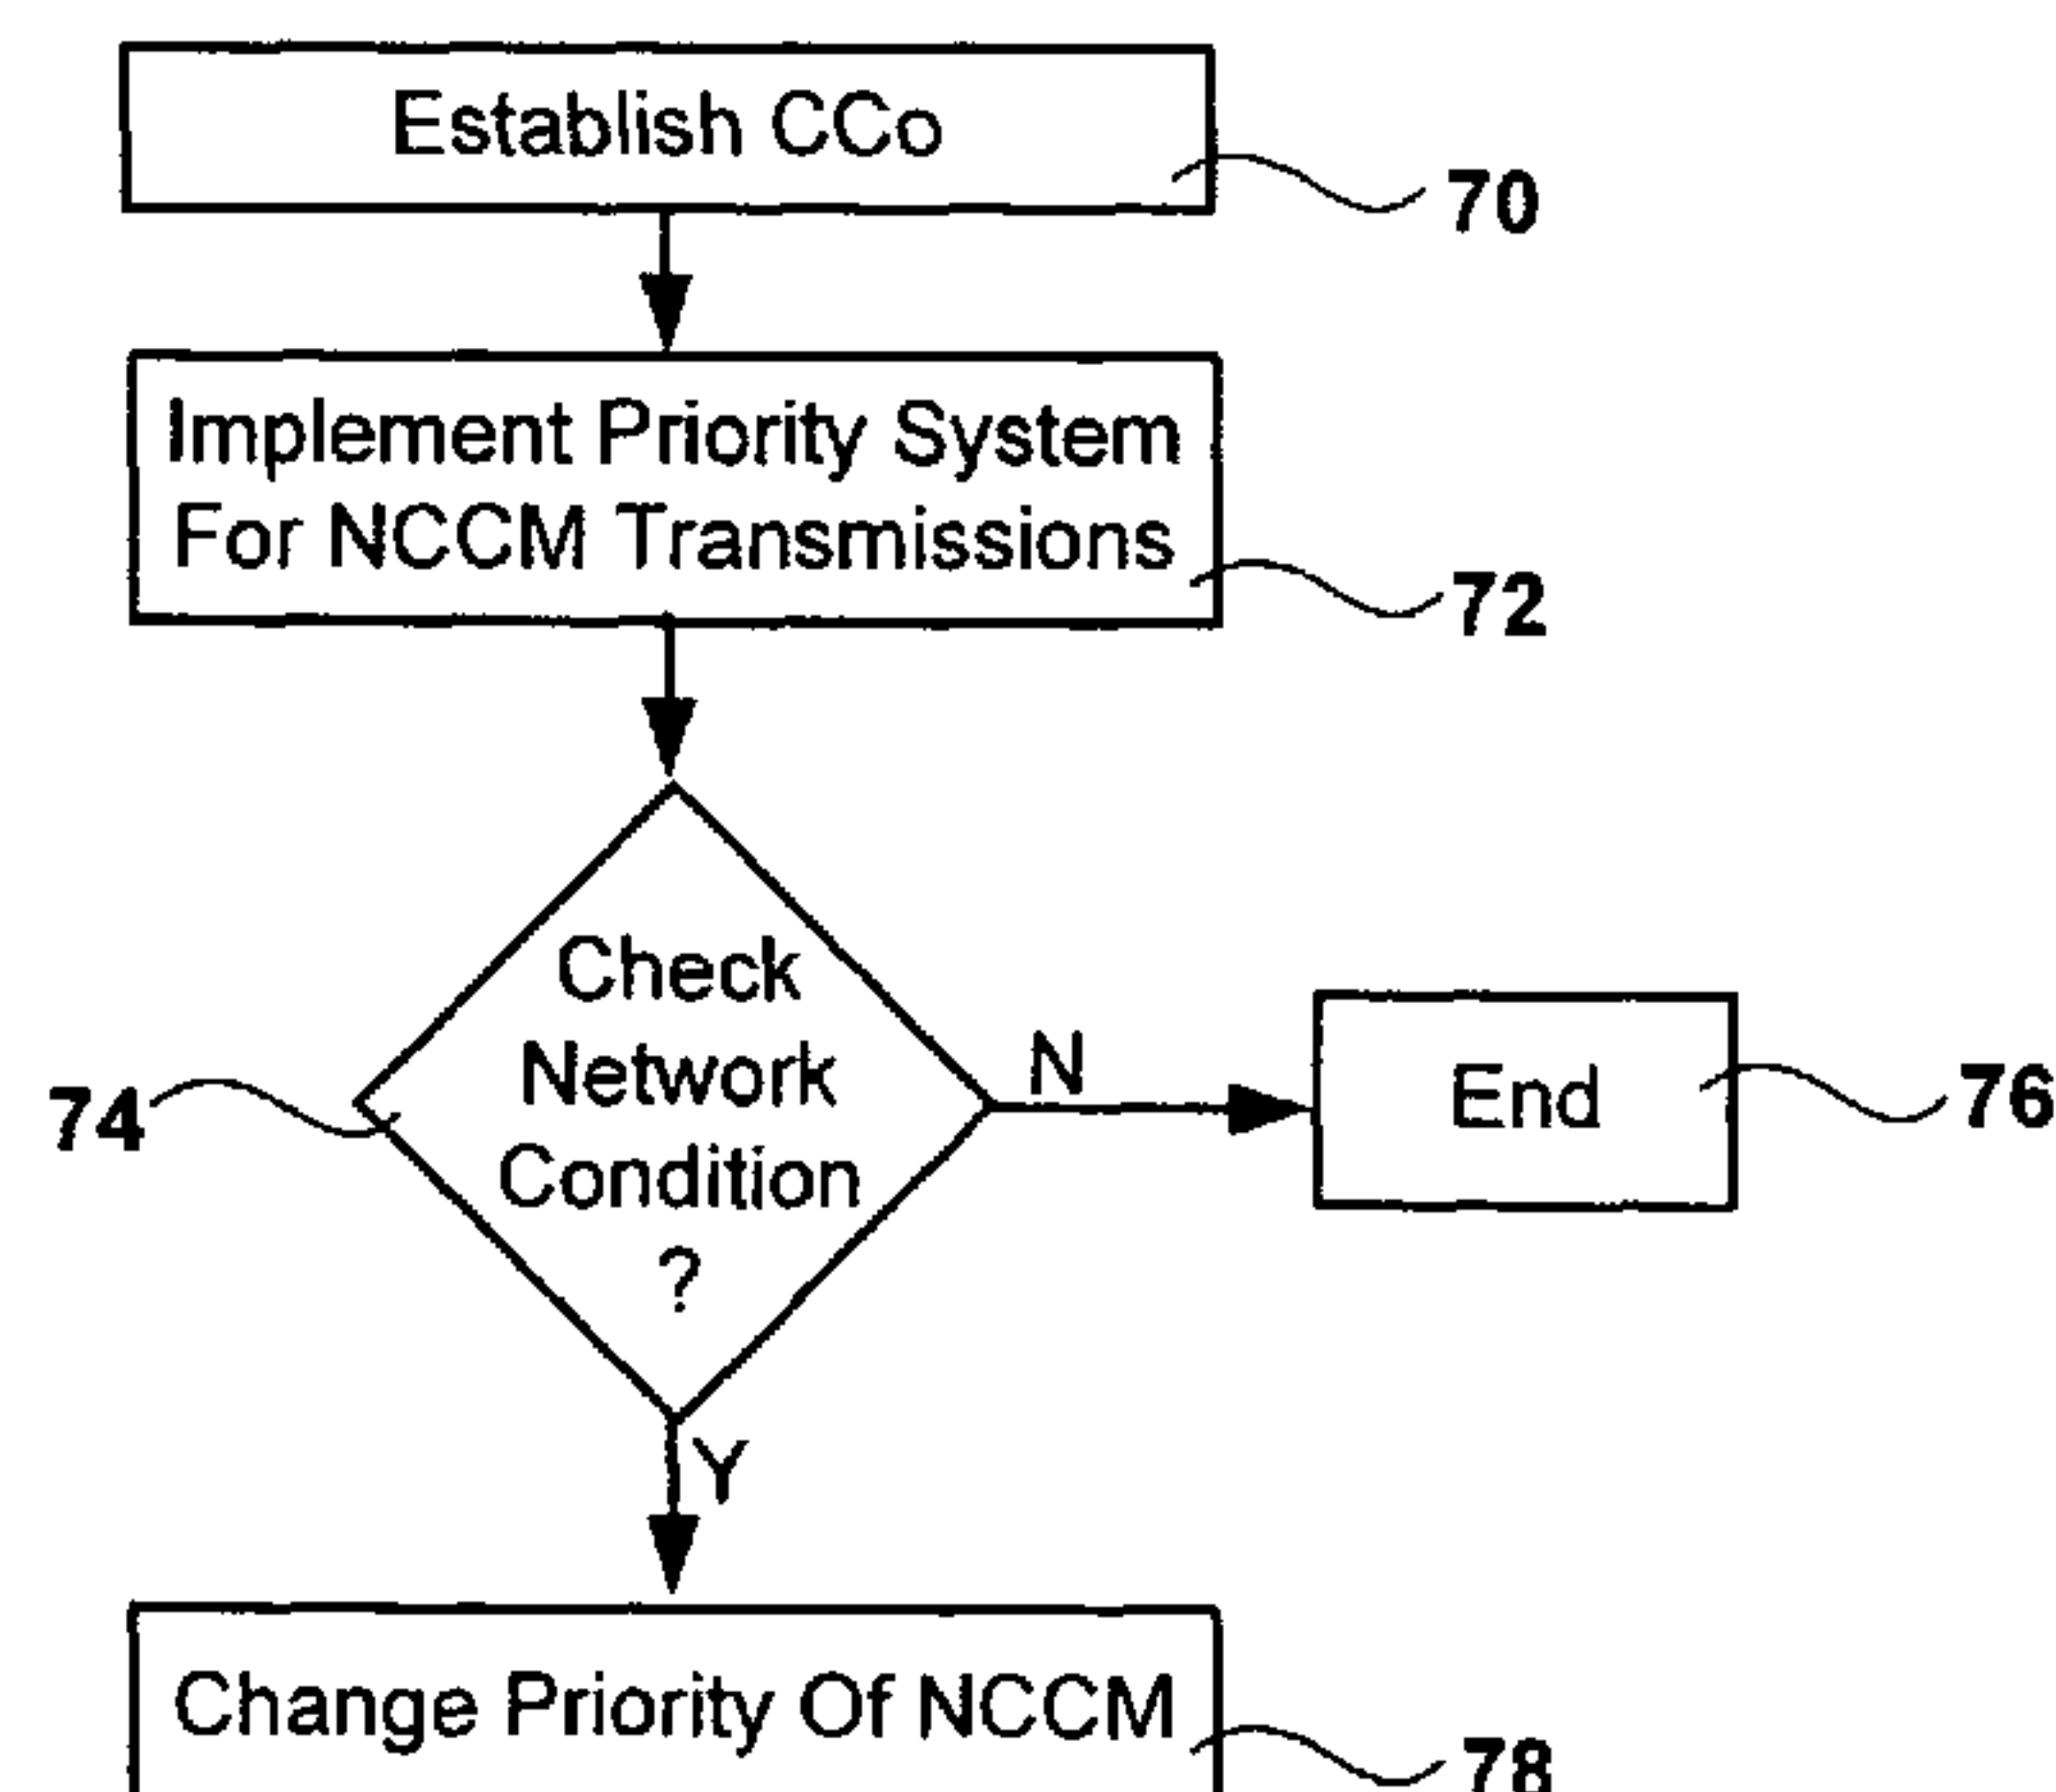 Establish CCo
70
Implement Priority System
For NCCM Transmissions
72
Check
Network
Condition
?
74
N
End
76
Y
Change Priority Of NCCM
78